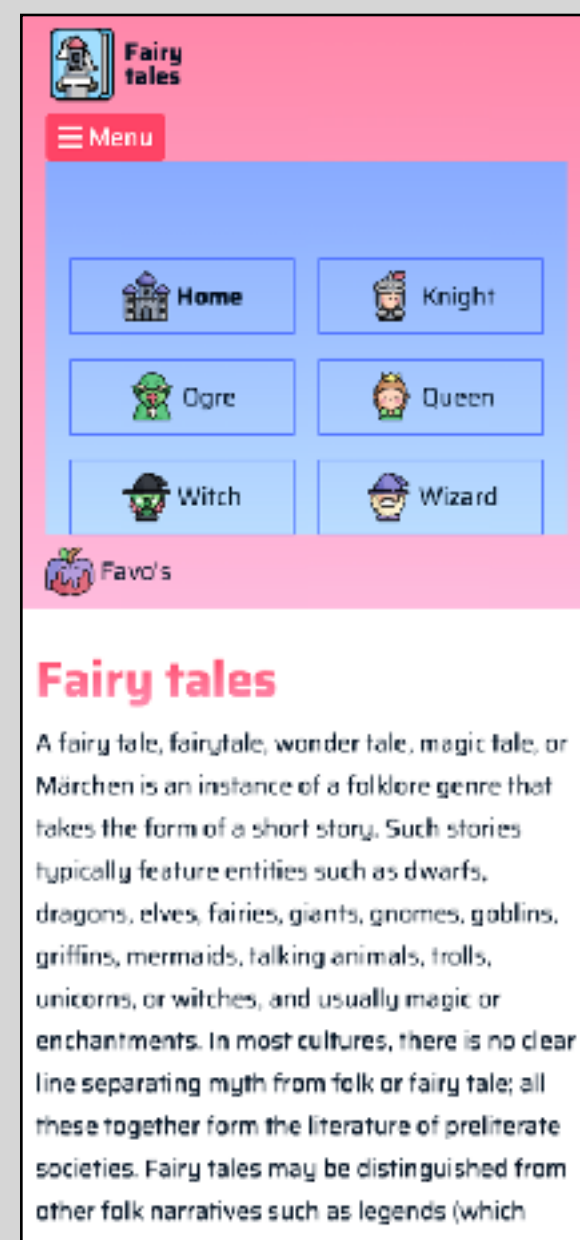 Fairy
tales
Menu
Home
Knight
Ogre
Queen
Witch
Wizard
Favo's
Fairy tales
A fairy tale, fairytale, wonder tale, magic tale, or
Märchen is an instance of a folklore genre that
takes the form of a short story. Such stories
typically feature entities such as dwarfs,
dragons, elves, fairies, giants, gnomes, goblins,
griffins, mermaids, talking animals, trolls,
unicorns, or witches, and usually magic or
enchantments. In most cultures, there is no clear
line separating myth from folk or fairy tale; all
these together form the literature of preliterate
societies. Fairy tales may be distinguished from
other folk narratives such as legends (which